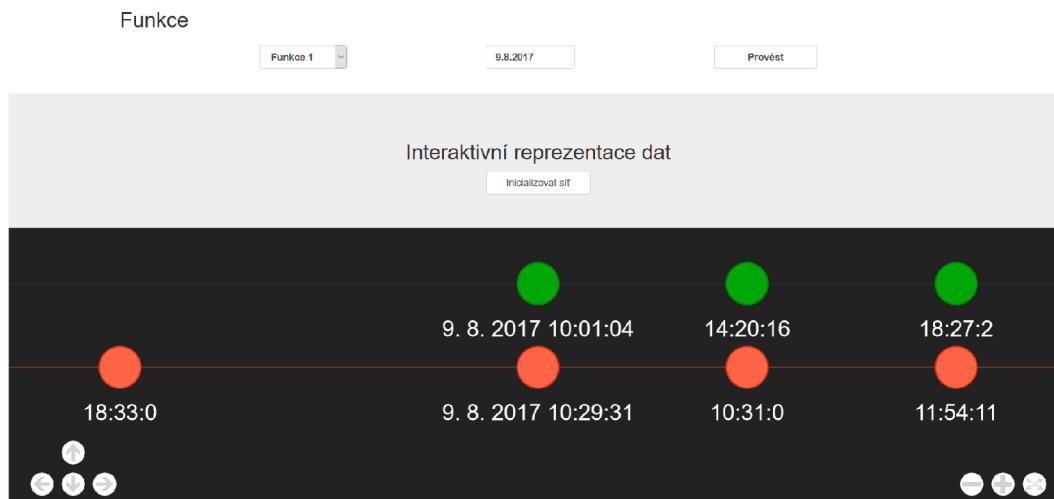 Funkce
Funkce 1 9.8.2017 Provést
Interaktivní reprezentace dat
Inicializovat síť
9. 8. 2017 10:01:04 14:20:16 18:27:2
18:33:0 9. 8. 2017 10:29:31 10:31:0 11:54:11